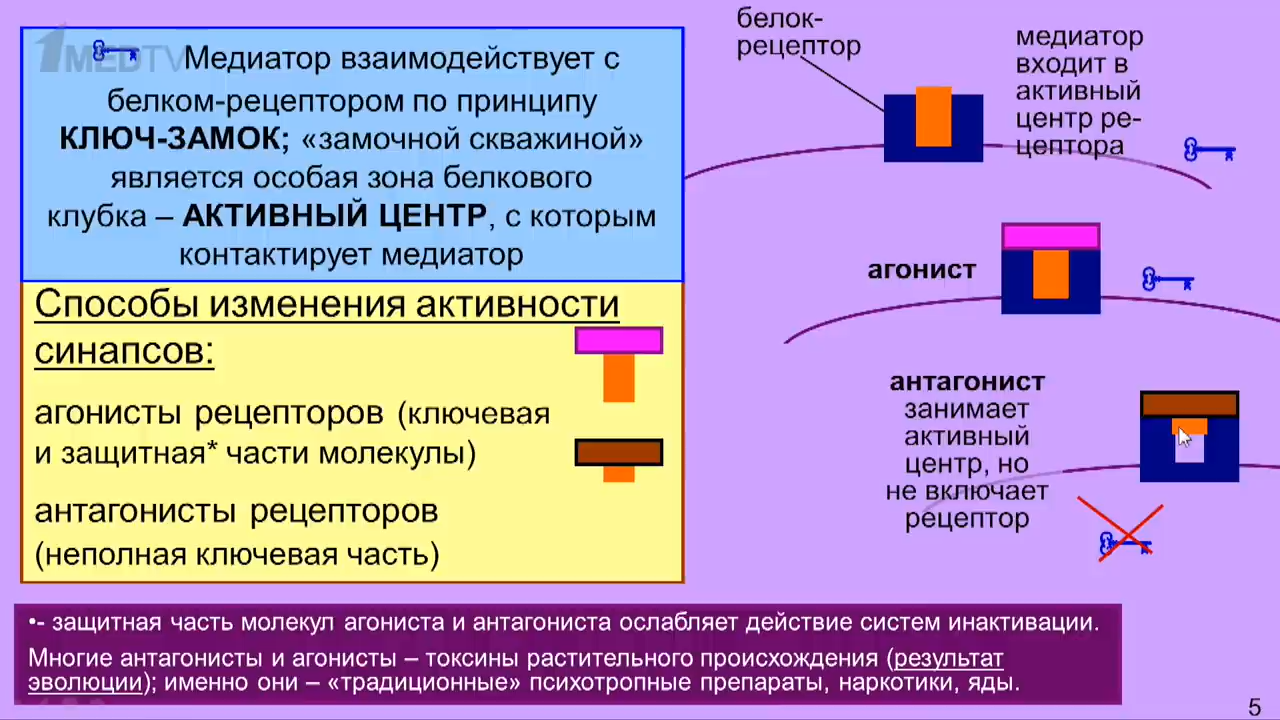 1MEDTV
Медиатор взаимодействует с
белком-рецептором по принципу
КЛЮЧ-ЗАМОК; «замочной скважиной»
является особая зона белкового
клубка – АКТИВНЫЙ ЦЕНТР, с которым
контактирует медиатор
Способы изменения активности
синапсов:
агонисты рецепторов (ключевая
и защитная* части молекулы)
антагонисты рецепторов
(неполная ключевая часть)
белок-
рецептор
медиатор
входит в
активный
центр ре-
цептора
агонист
антагонист
занимает
активный
центр, но
не включает
рецептор
•- защитная часть молекул агониста и антагониста ослабляет действие систем инактивации.
Многие антагонисты и агонисты – токсины растительного происхождения (результат
эволюции); именно они – «традиционные» психотропные препараты, наркотики, яды.
5